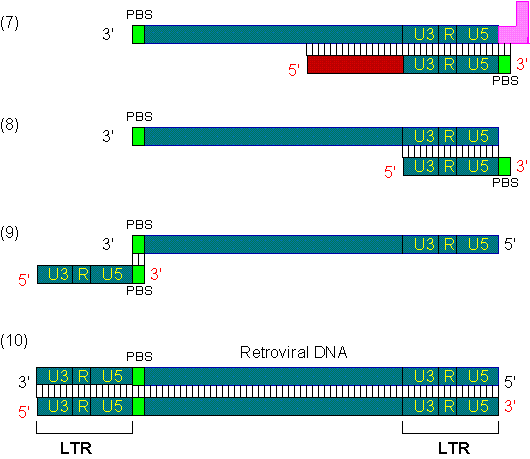 (7) PBS
3' U3 R U5
5' U3 R U5 3'
PBS
(8) PBS
3' U3 R U5
5' U3 R U5 3'
PBS
(9) PBS
3' U3 R U5 5'
5' U3 R U5 3'
PBS
(10) PBS Retroviral DNA
3' U3 R U5 U3 R U5 5'
5' U3 R U5 U3 R U5 3'
LTR LTR